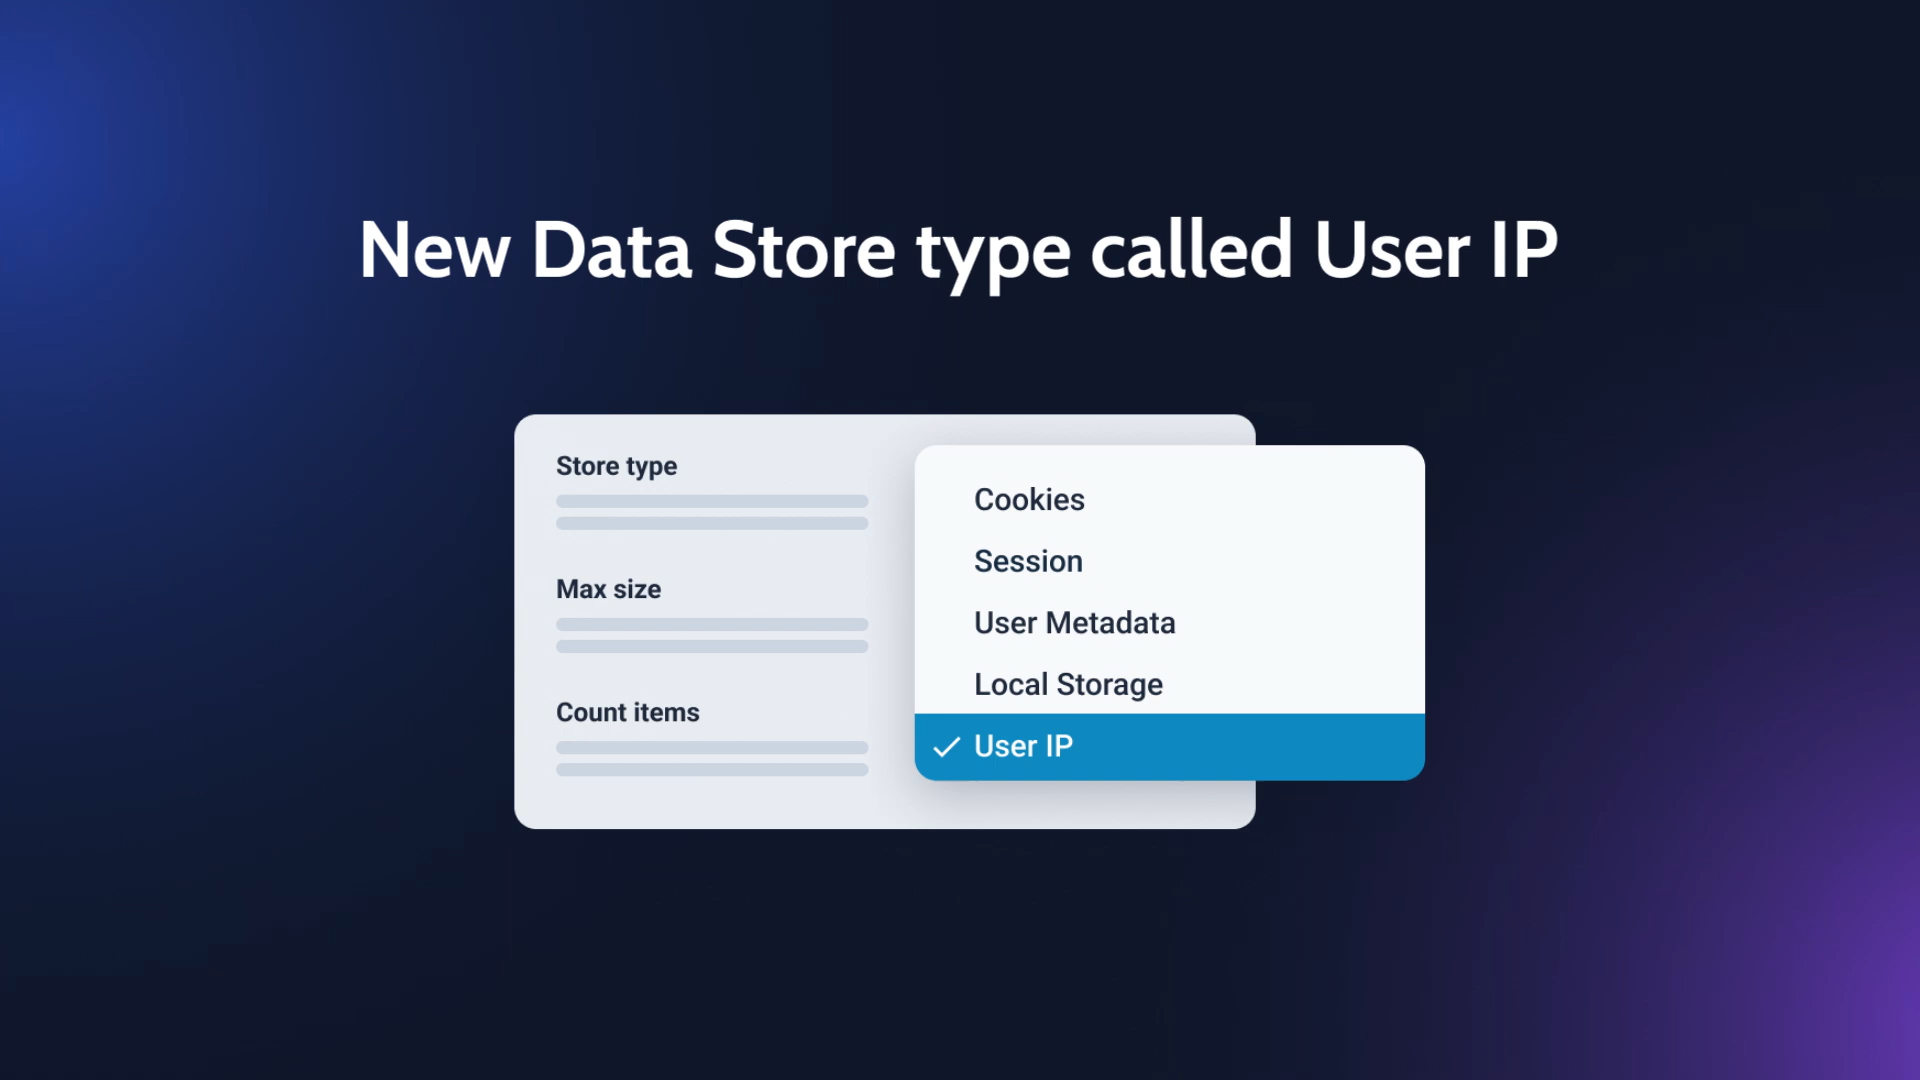 New Data Store type called User IP
Store type
Max size
Count items
Cookies
Session
User Metadata
Local Storage
User IP